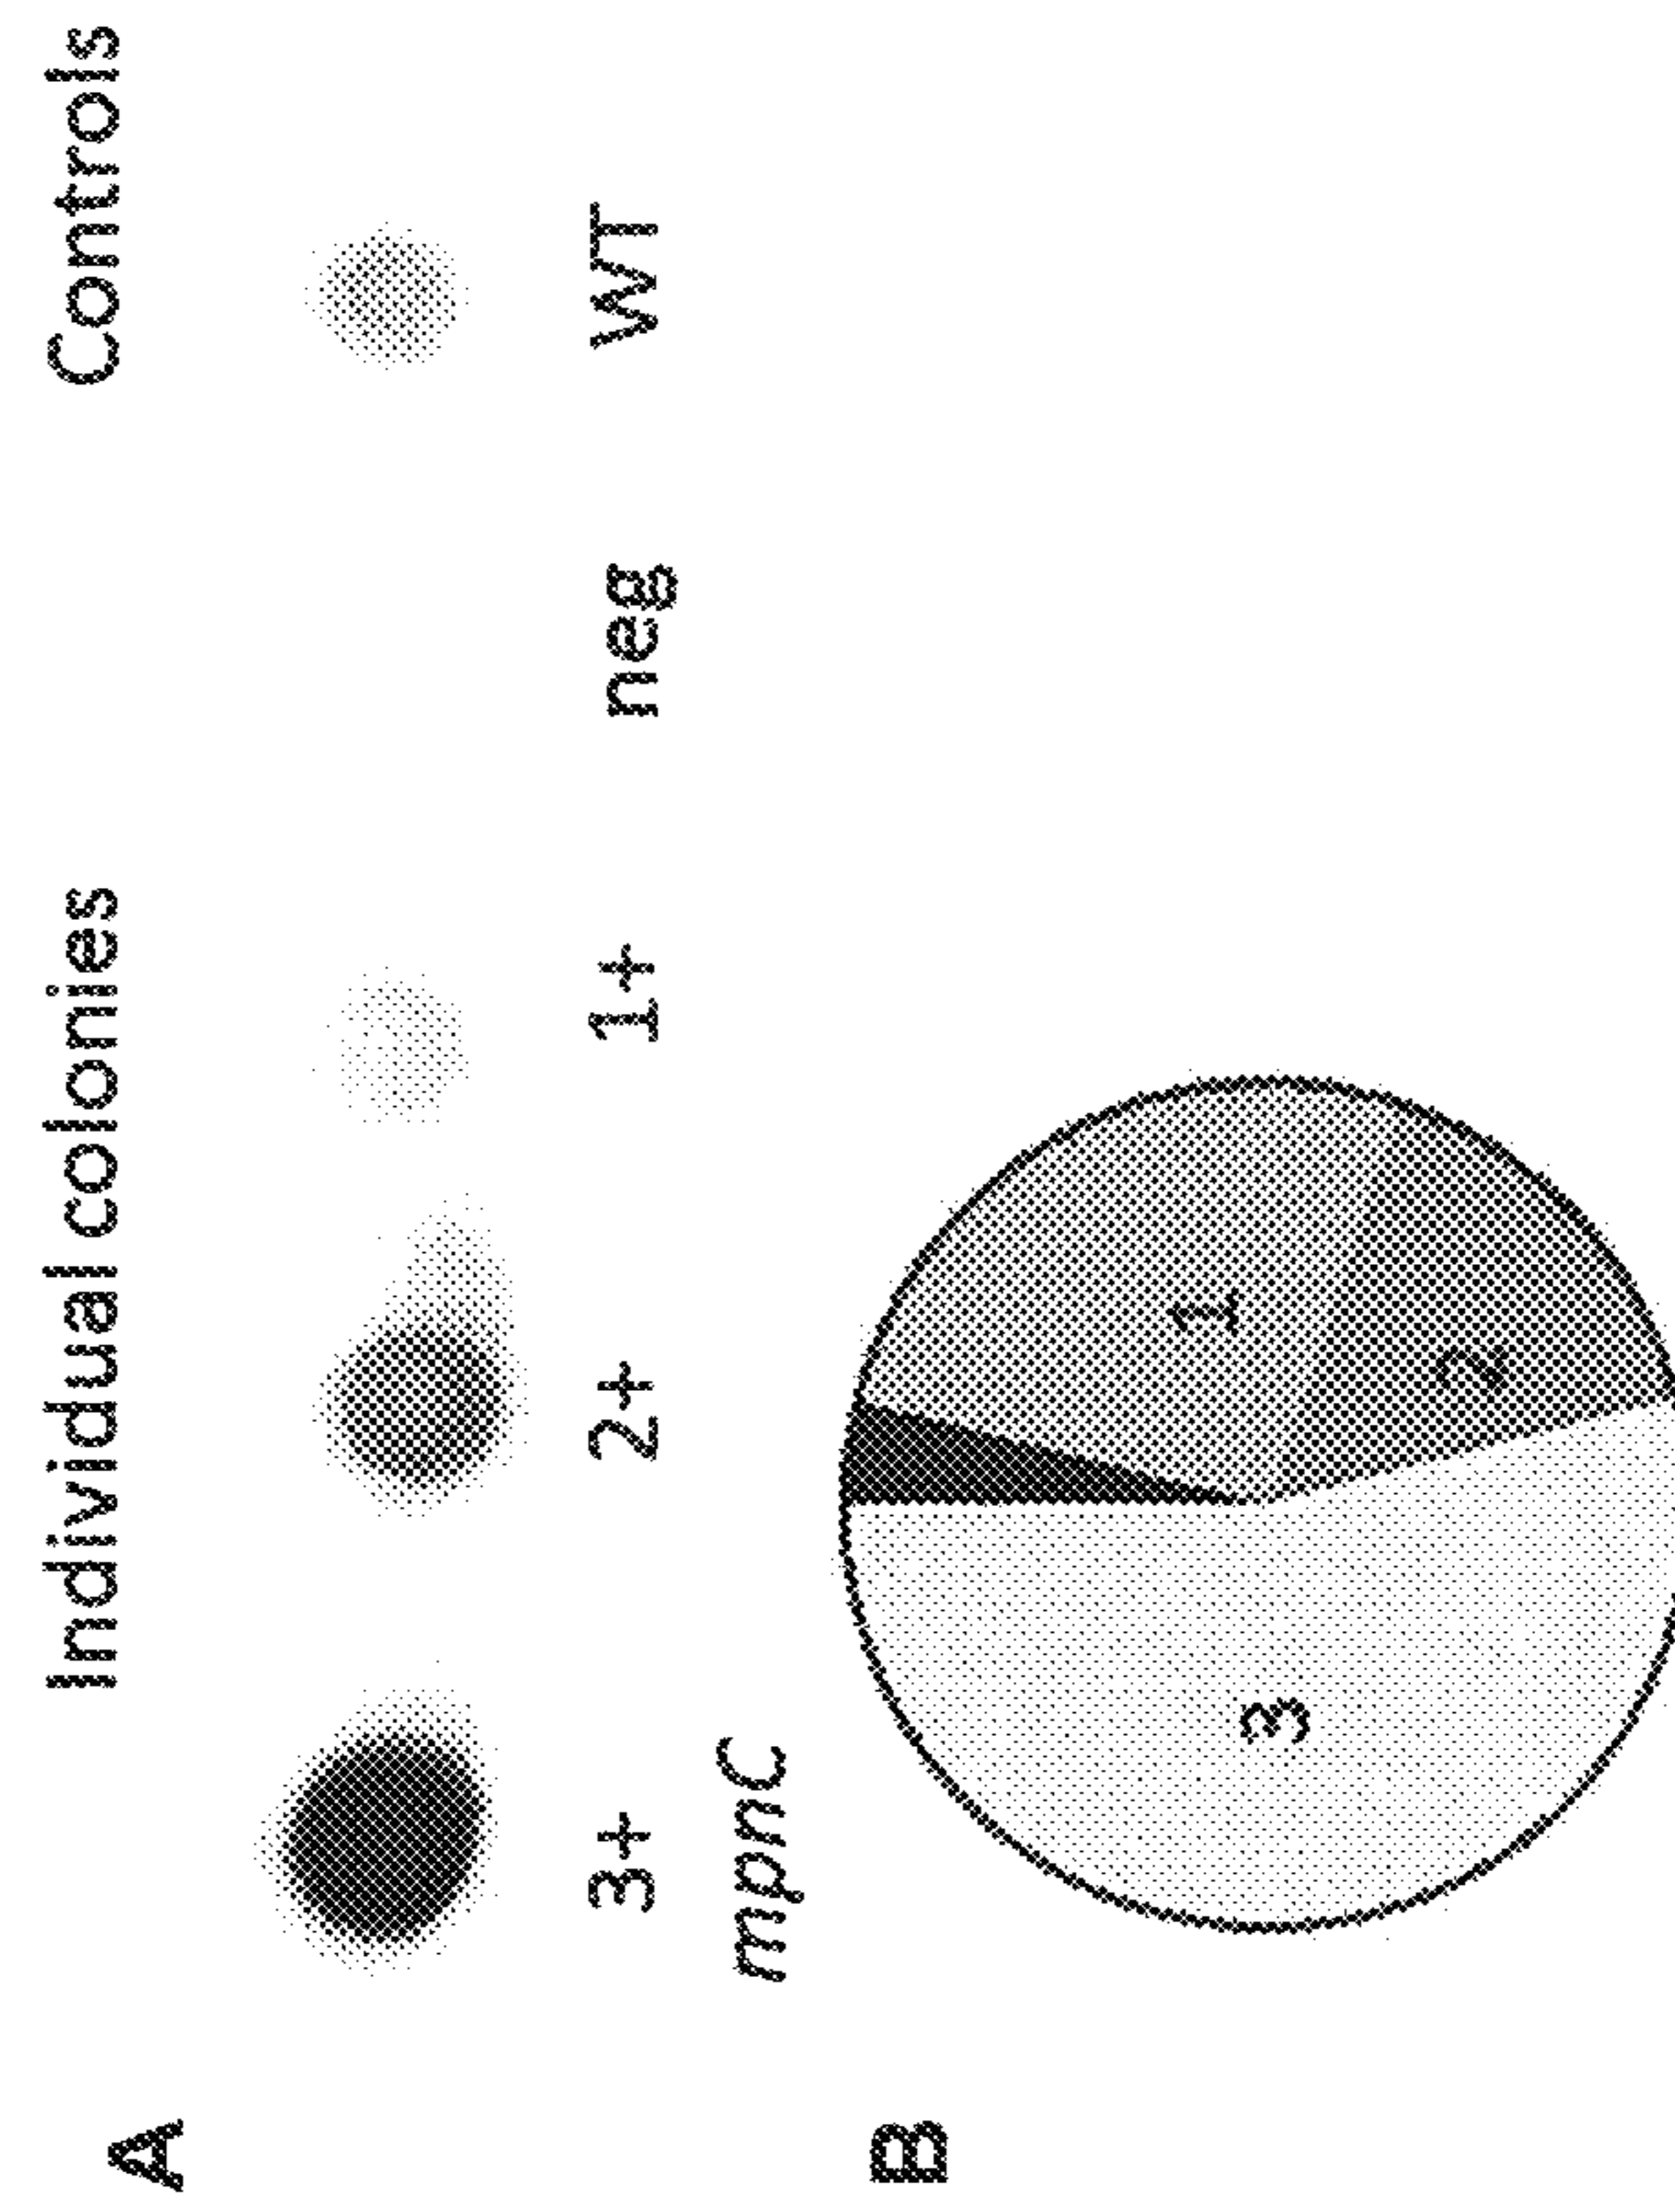 A
Individual colonies
Controls
3+
2+
1+
neg
WT
mpnC
B
3
1
2